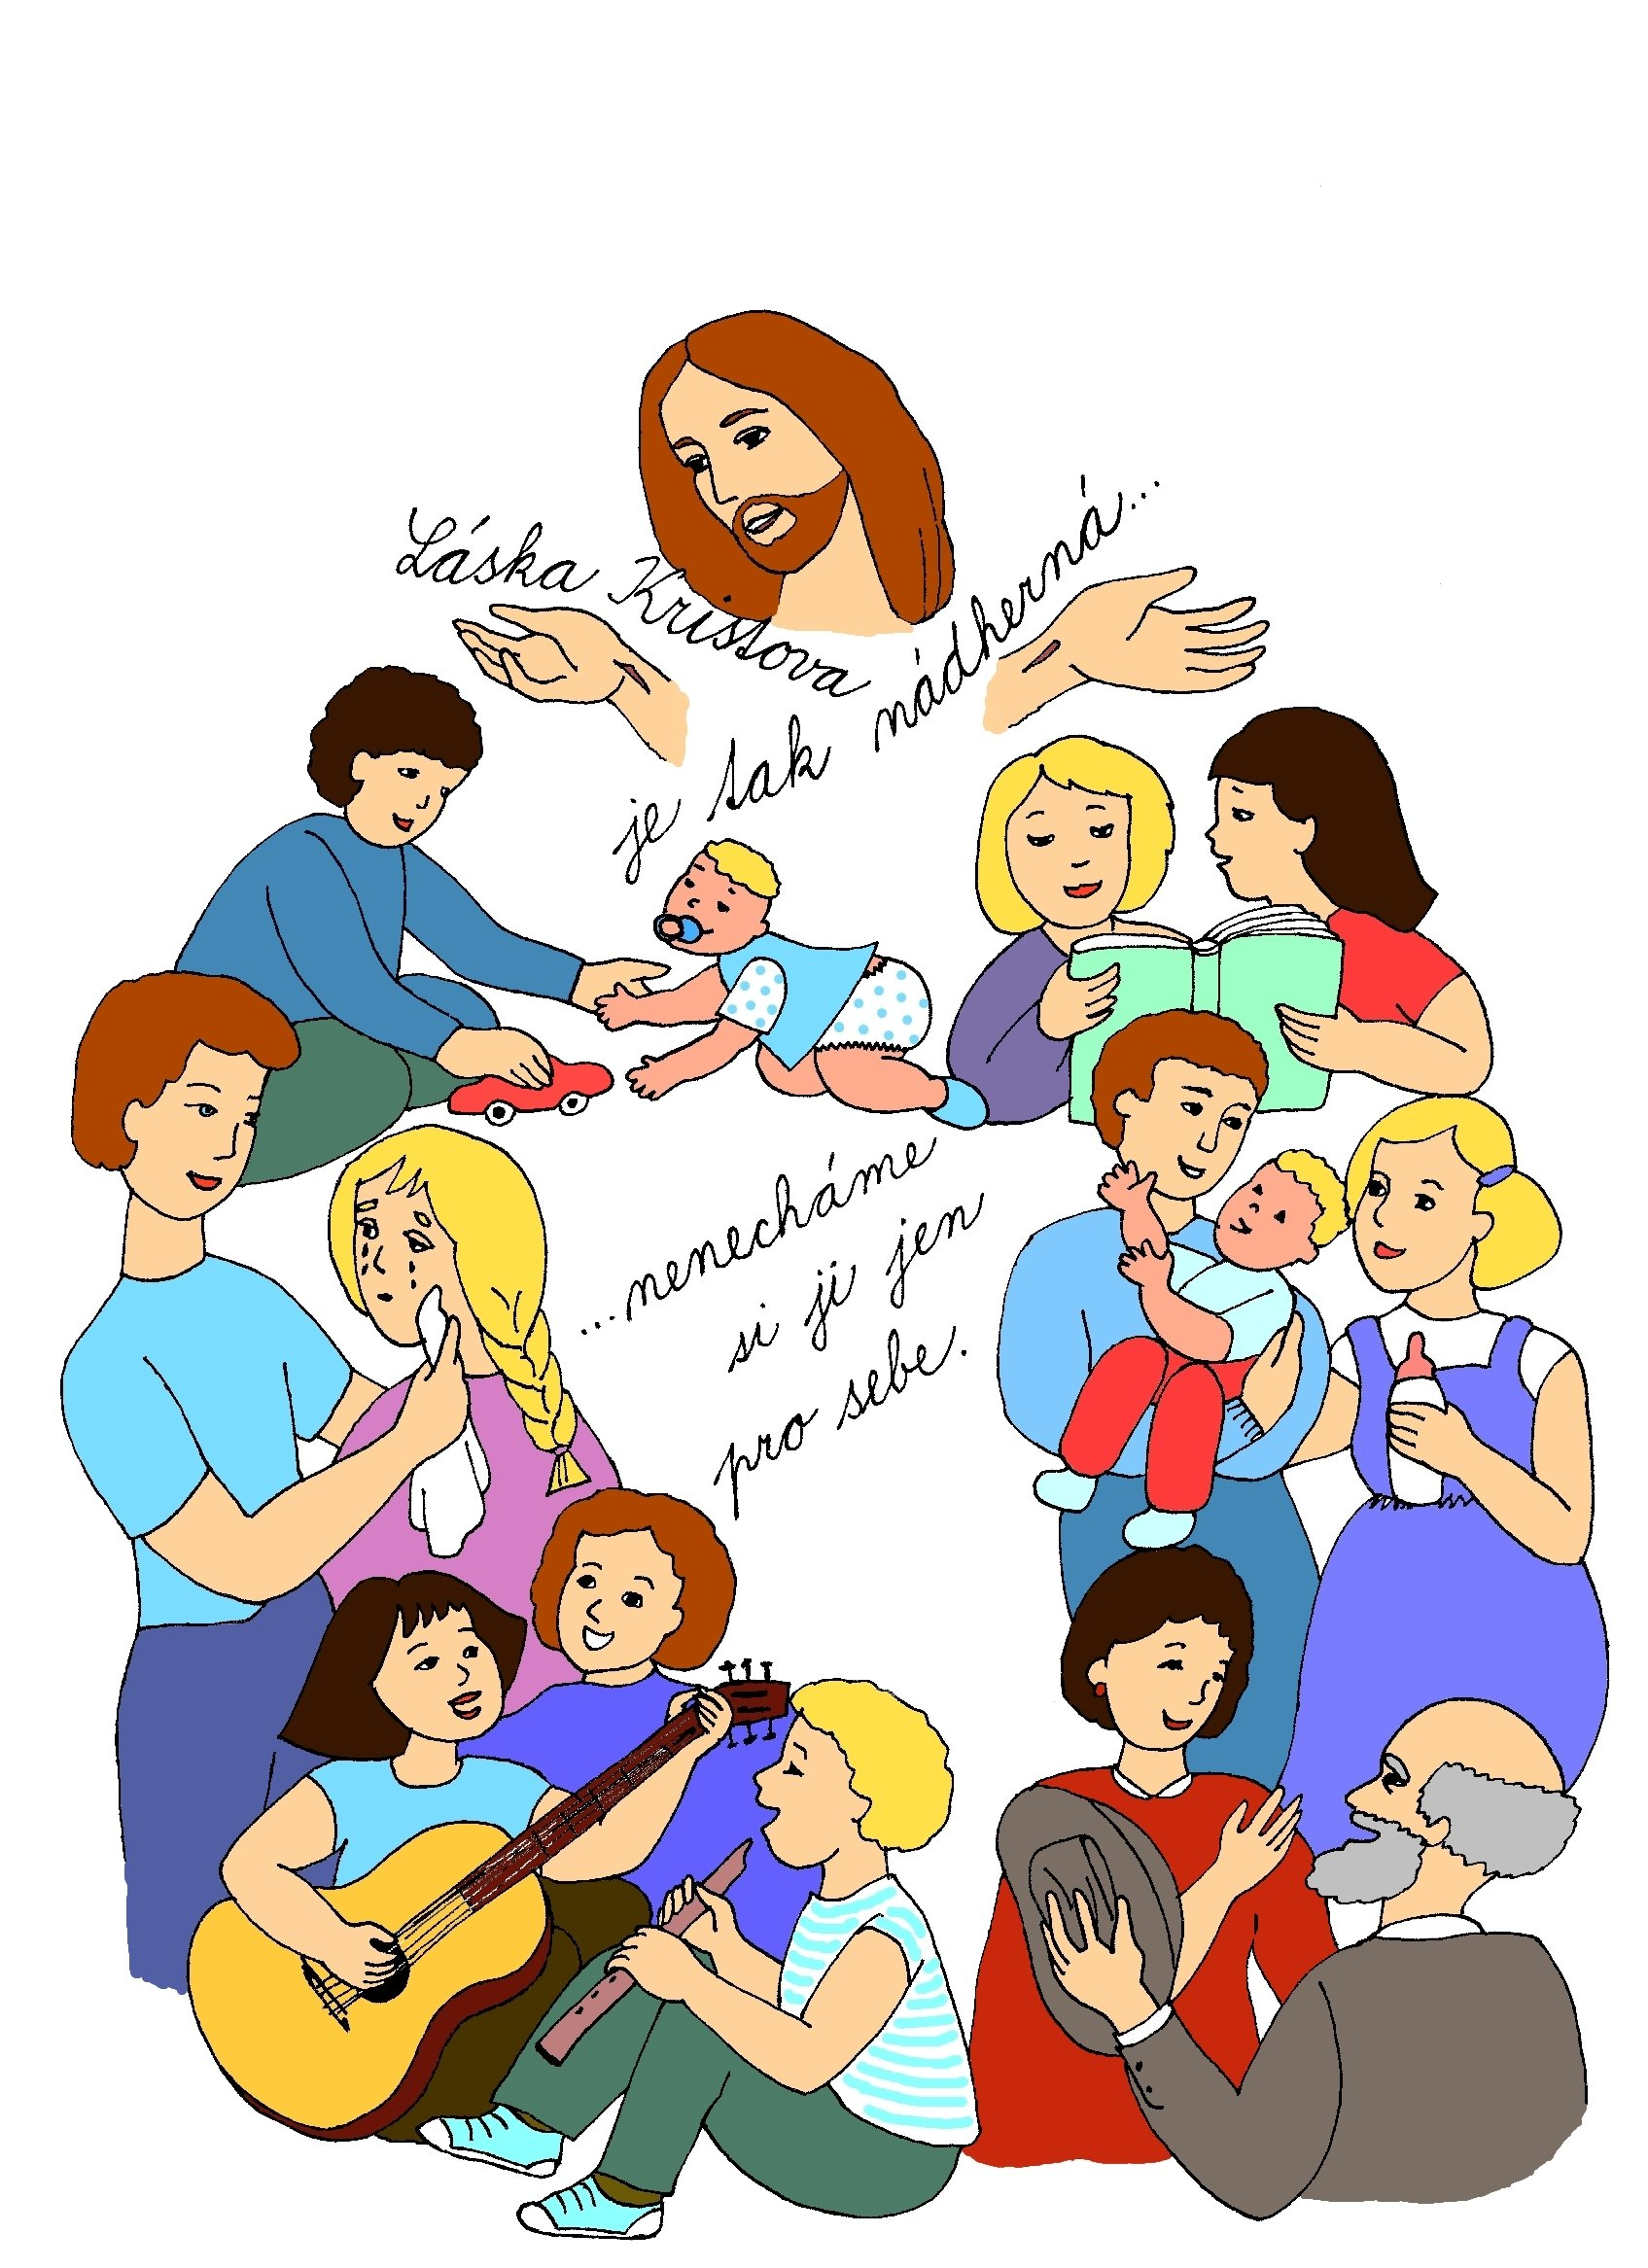 Láska Kristova
je tak nádherná...
...nenecháme
si ji jen
pro sebe.